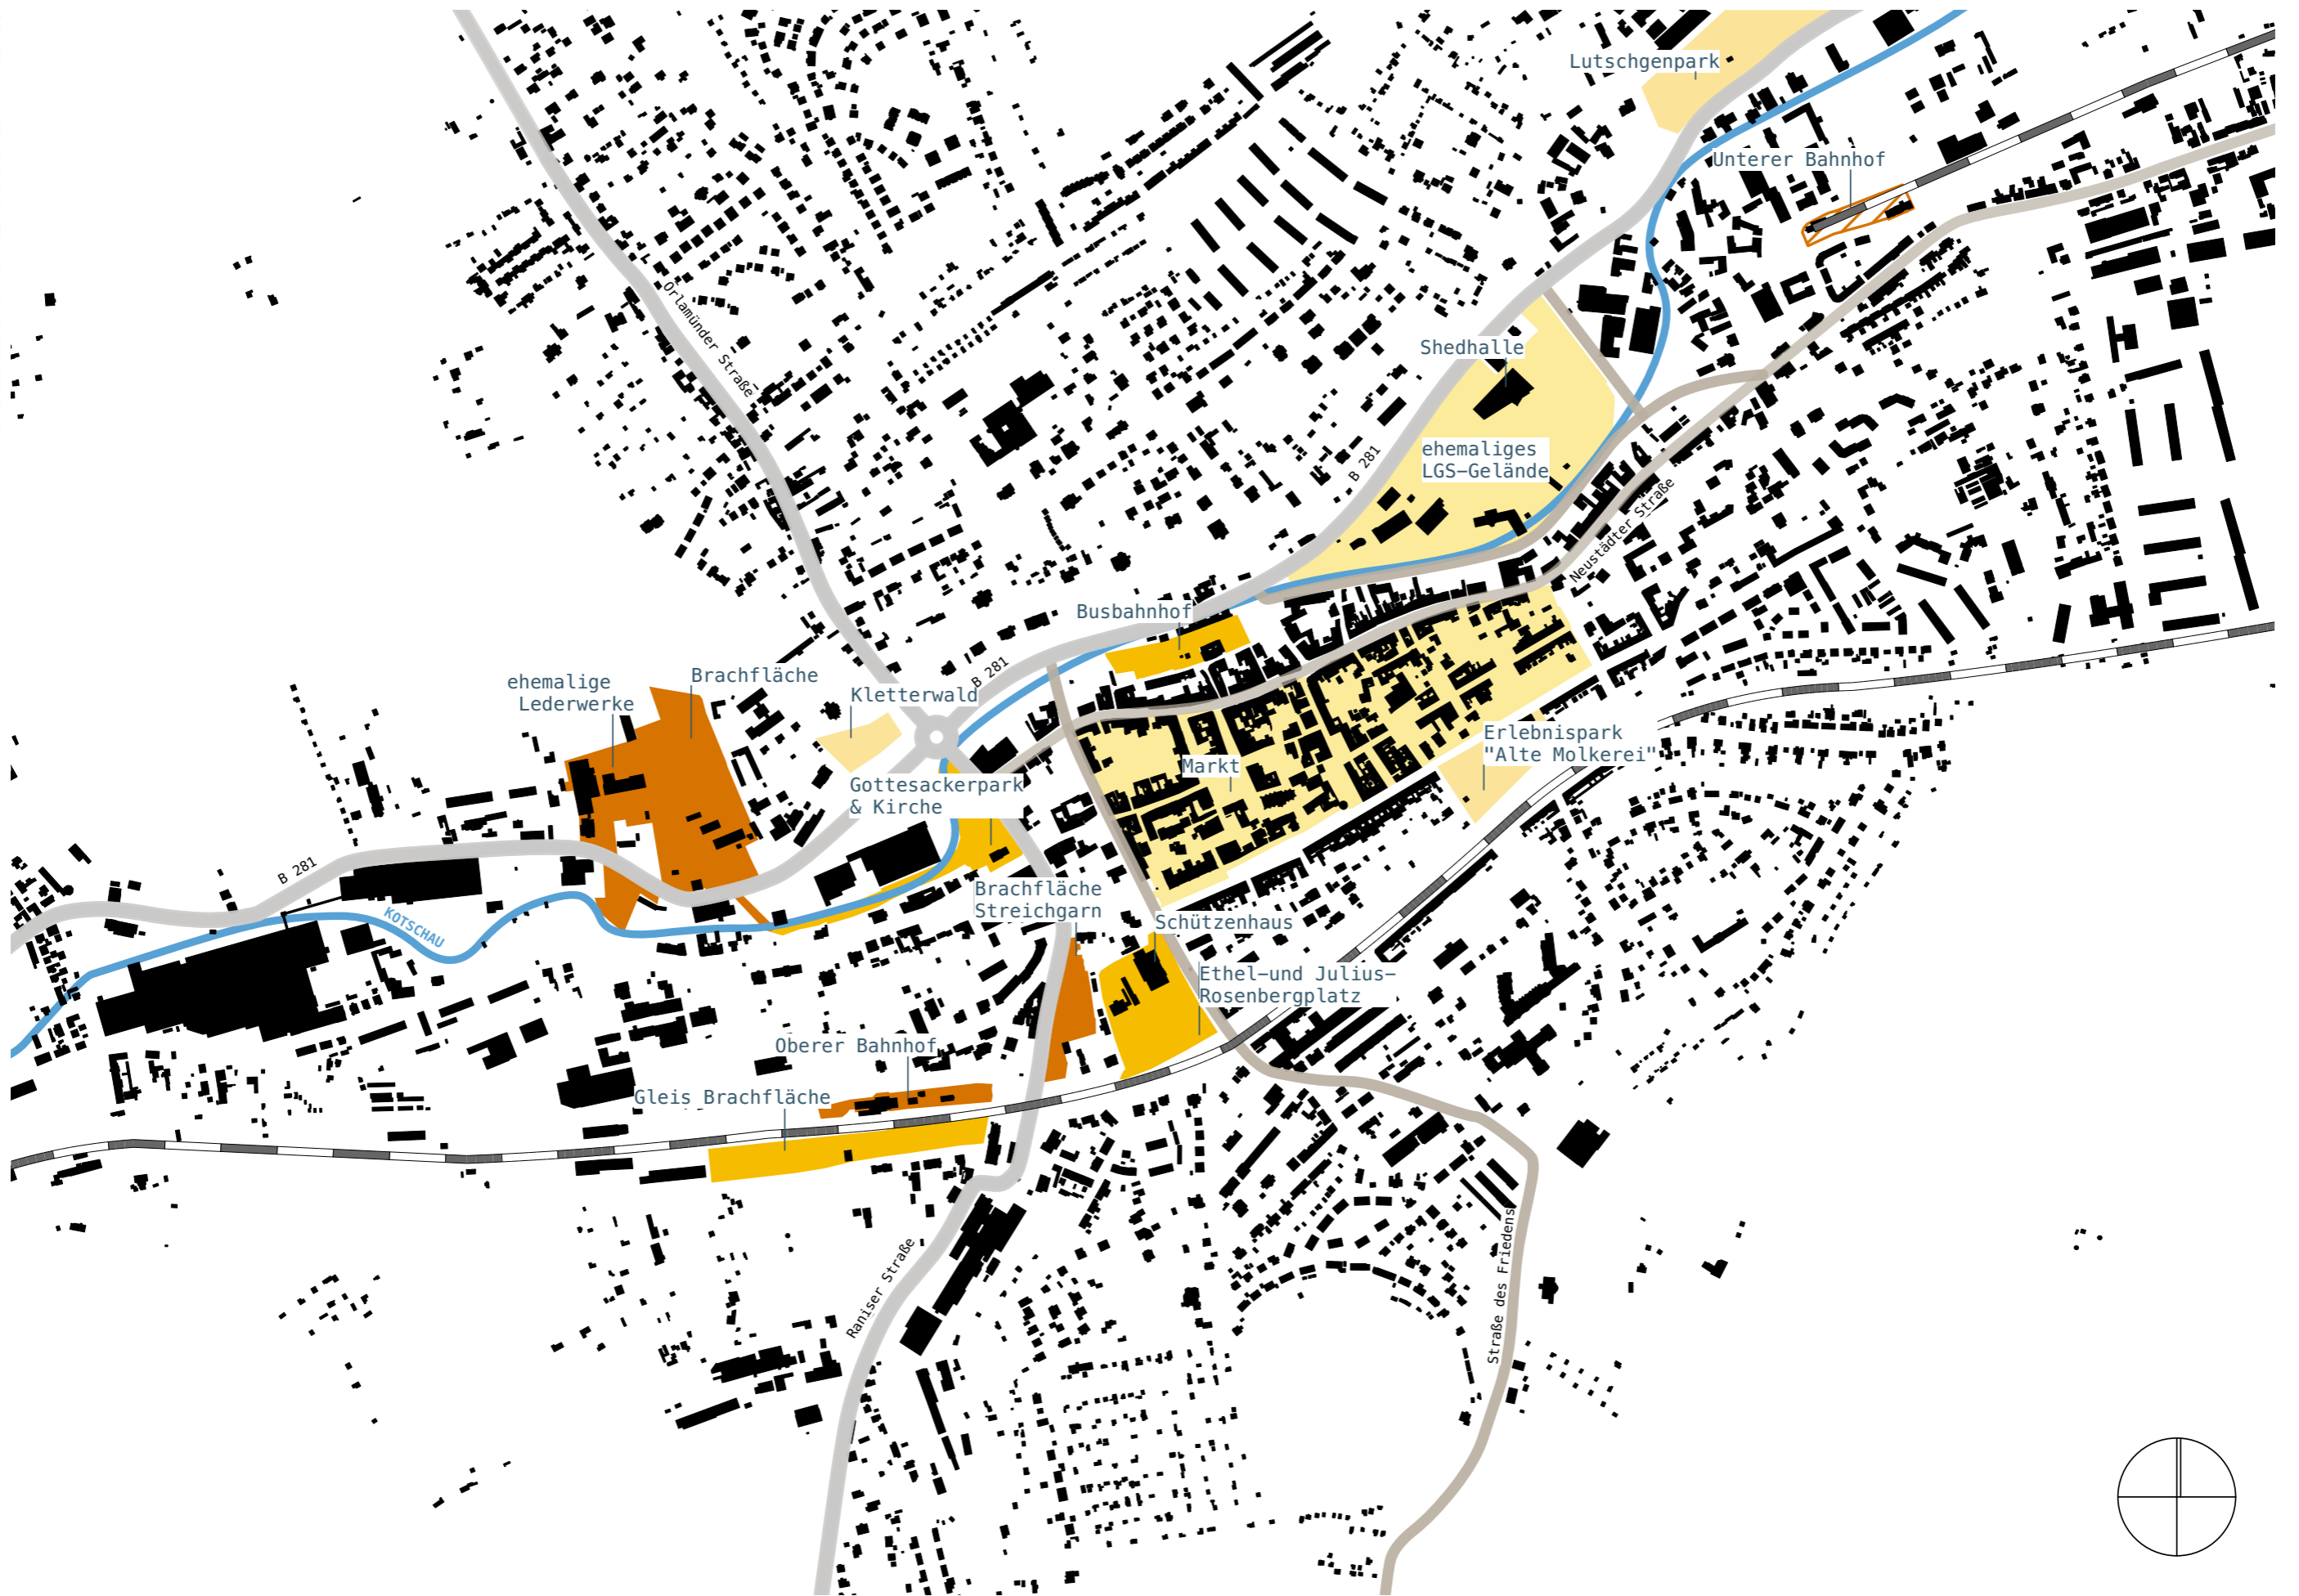 Lutschgenpark
Unterer Bahnhof
Orlamünder Straße
Shedhalle
ehemaliges
LGS-Gelände
B 281
Neustädter Straße
Busbahnhof
B 281
Brachfläche
ehemalige
Lederwerke
Kletterwald
Erlebnispark
"Alte Molkerei"
Markt
Gottesackerpark
& Kirche
B 281
Brachfläche
Streichgarn
KOTSCHAU
Schützenhaus
Ethel-und Julius-
Rosenbergplatz
Oberer Bahnhof
Gleis Brachfläche
Raniser Straße
Straße des Friedens